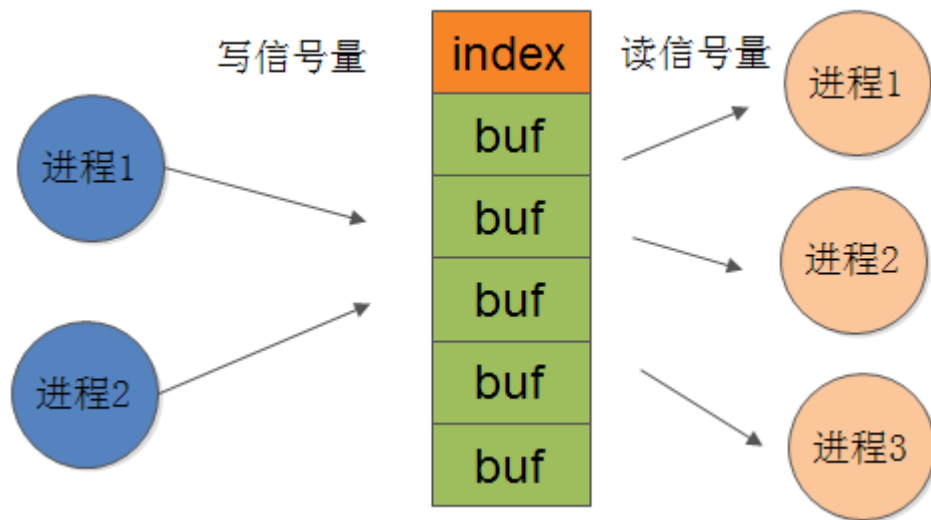 写信号量
index
读信号量
进程1
进程1
buf
buf
进程2
buf
进程2
buf
buf
进程3